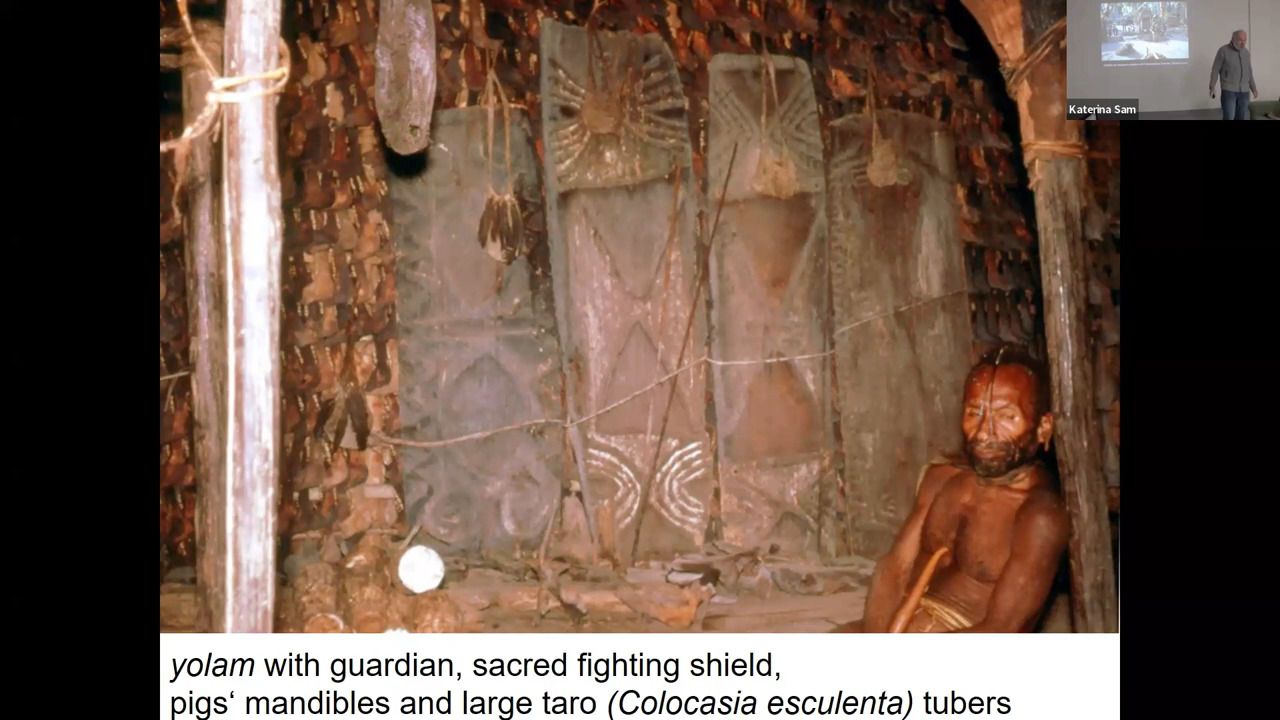 Katerina Sam
yolam with guardian, sacred fighting shield,
pigs‘ mandibles and large taro (Colocasia esculenta) tubers